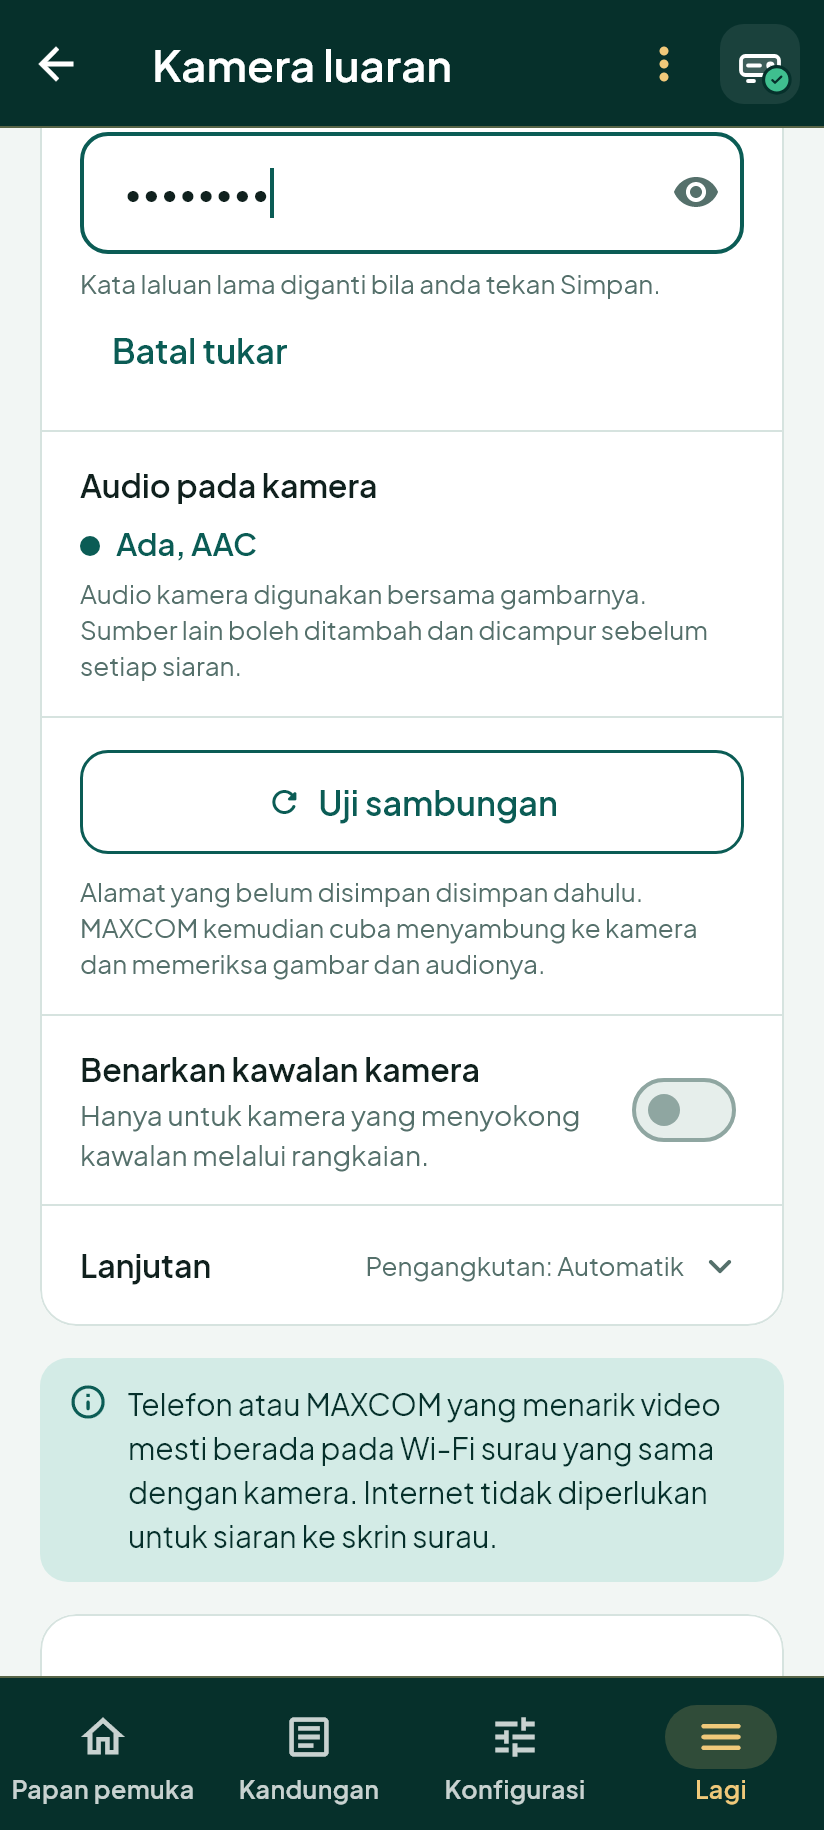 Kamera luaran
••••••••
Kata laluan lama diganti bila anda tekan Simpan.
Batal tukar
Audio pada kamera
Ada, AAC
Audio kamera digunakan bersama gambarnya.
Sumber lain boleh ditambah dan dicampur sebelum
setiap siaran.
Uji sambungan
Alamat yang belum disimpan disimpan dahulu.
MAXCOM kemudian cuba menyambung ke kamera
dan memeriksa gambar dan audionya.
Benarkan kawalan kamera
Hanya untuk kamera yang menyokong
kawalan melalui rangkaian.
Lanjutan Pengangkutan: Automatik
Telefon atau MAXCOM yang menarik video
mesti berada pada Wi-Fi surau yang sama
dengan kamera. Internet tidak diperlukan
untuk siaran ke skrin surau.
Papan pemuka Kandungan Konfigurasi Lagi